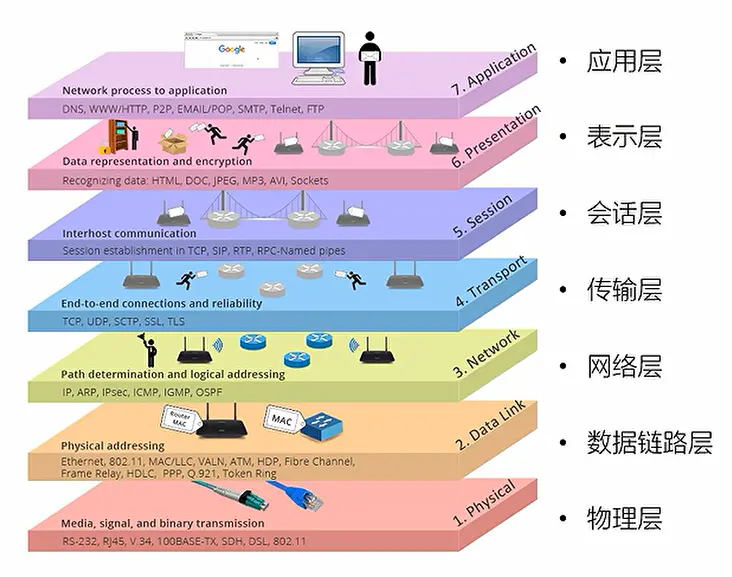 Google
7. Application
应用层
Network process to application
DNS, WWW/HTTP, P2P, EMAIL/POP, SMTP, Telnet, FTP
6. Presentation
表示层
Data representation and encryption
Recognizing data: HTML, DOC, JPEG, MP3, AVI, Sockets
5. Session
会话层
Interhost communication
Session establishment in TCP, SIP, RTP, RPC-Named pipes
4. Transport
传输层
End-to-end connections and reliability
TCP, UDP, SCTP, SSL, TLS
3. Network
网络层
Path determination and logical addressing
IP, ARP, IPsec, ICMP, IGMP, OSPF
Router
MAC
MAC
2. Data Link
数据链路层
Physical addressing
Ethernet, 802.11, MAC/LLC, VALN, ATM, HDP, Fibre Channel,
Frame Relay, HDLC, PPP, Q.921, Token Ring
1. Physical
物理层
Media, signal, and binary transmission
RS-232, RJ45, V.34, 100BASE-TX, SDH, DSL, 802.11